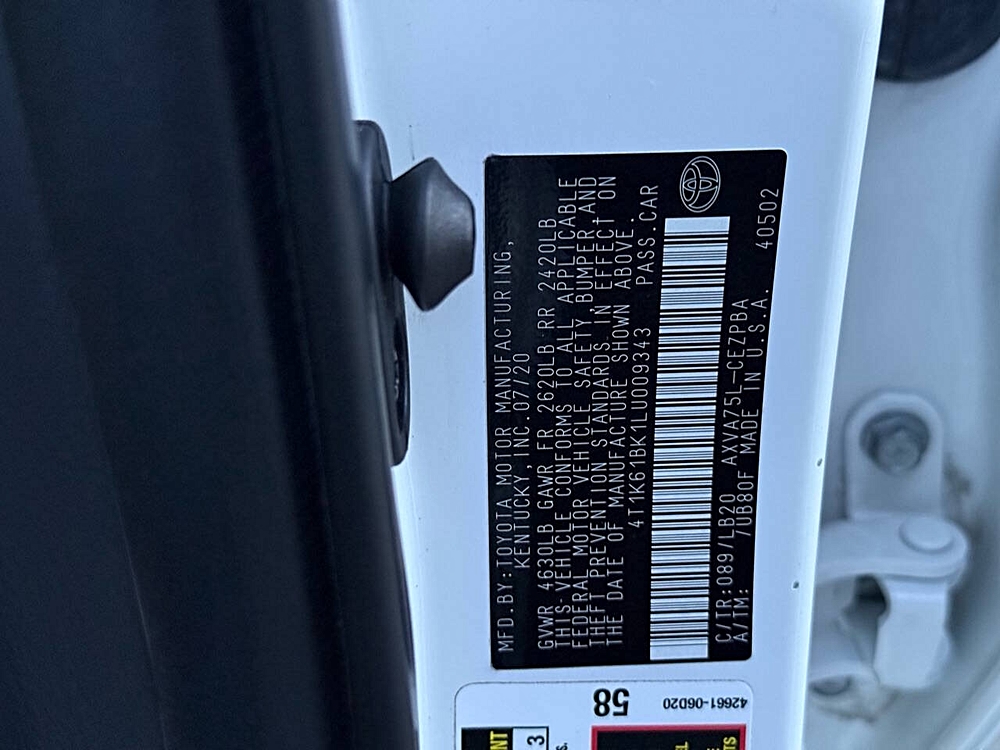 MFD.BY:TOYOTA MOTOR MANUFACTURING,
KENTUCKY, INC.07/20
GVWR 4630LB GAWR FR 2620LB RR 2420LB
THIS VEHICLE CONFORMS TO ALL APPLICABLE
FEDERAL MOTOR VEHICLE SAFETY,BUMPER AND
THEFT PREVENTION STANDARDS IN EFFECT ON
THE DATE OF MANUFACTURE SHOWN ABOVE.
4T1K61BK1LU009343 PASS.CAR
C/TR:089/LB20 AXVA75L-CEZPBA
A/TM: /UB80F MADE IN U.S.A. 40502
58
42661-06D20
3